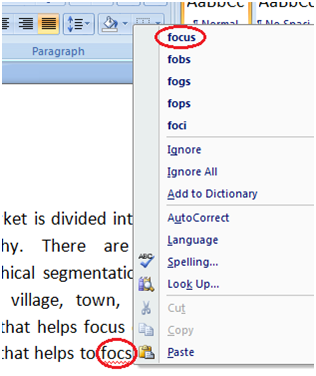 AaBbCc AaBbCc
¶ Normal ¶ No Spaci
Paragraph
focus
fobs
fogs
fops
foci
Ignore
Ignore All
Add to Dictionary
AutoCorrect
Language
Spelling...
Look Up...
Cut
Copy
Paste
ket is divided int
hy. There are
hical segmentati
village, town,
that helps focus
that helps to focs